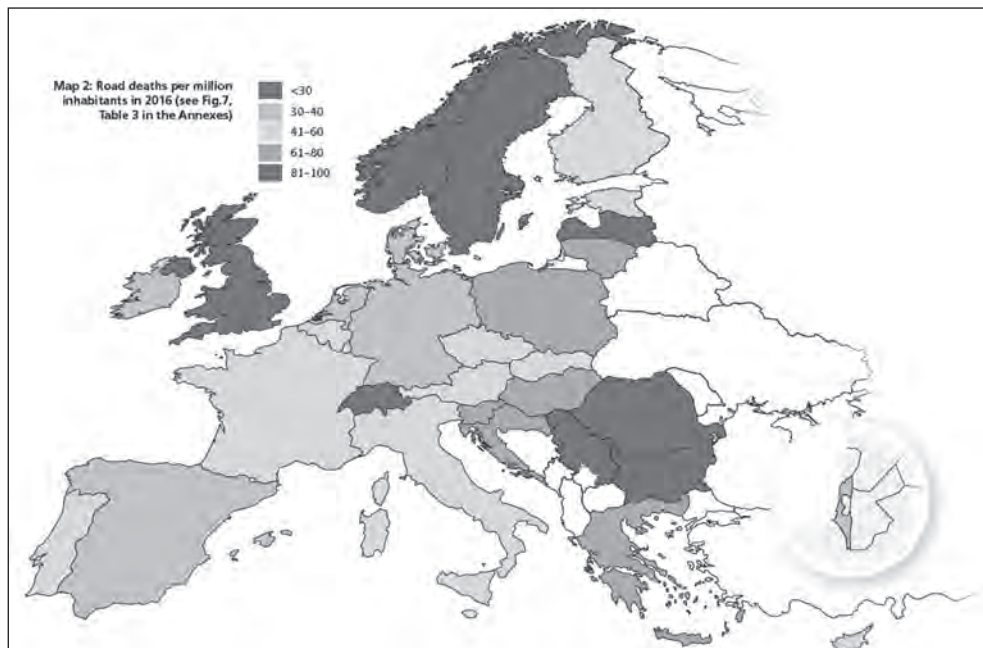 Map 2: Road deaths per million
inhabitants in 2016 (see Fig.7,
Table 3 in the Annexes)
<30
30–40
41–60
61–80
81–100